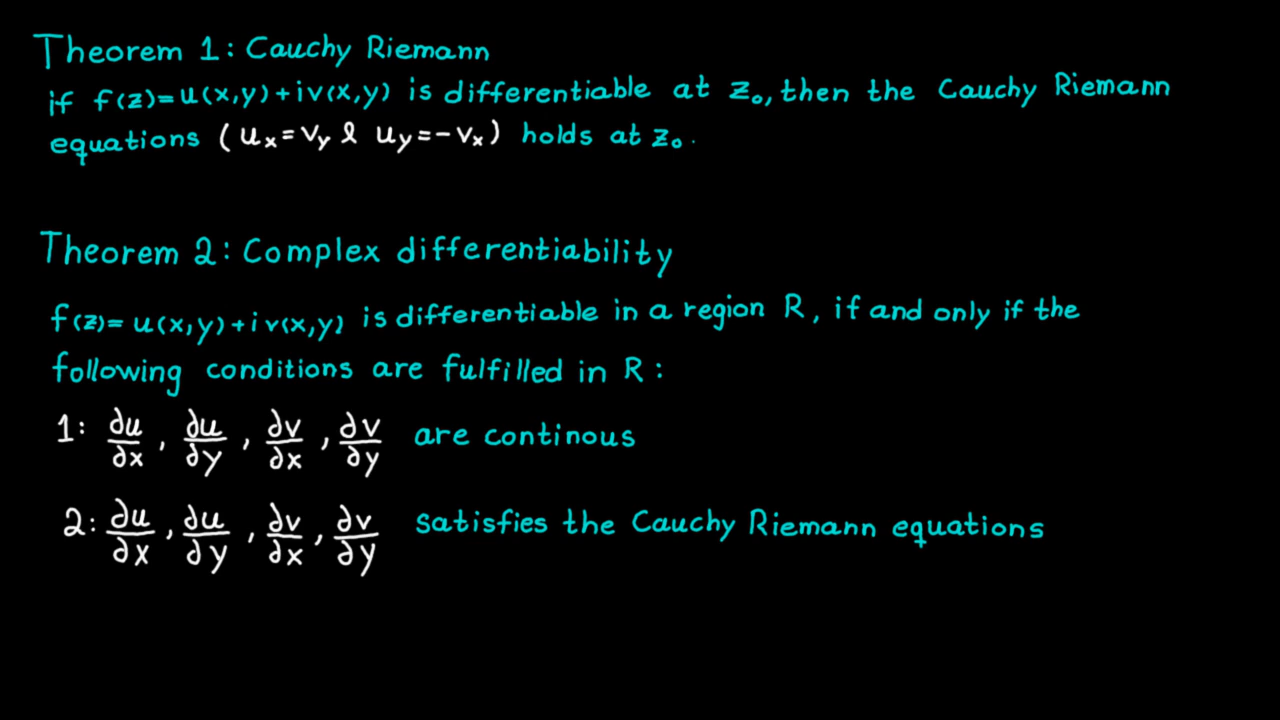 Theorem 1: Cauchy Riemann
if f(z)=u(x,y)+iv(x,y) is differentiable at z₀, then the Cauchy Riemann
equations (uₓ=vᵧ & uᵧ=-vₓ) holds at z₀.
Theorem 2: Complex differentiability
f(z)= u(x,y)+iv(x,y) is differentiable in a region R, if and only if the
following conditions are fulfilled in R:
1: ∂u/∂x, ∂u/∂y, ∂v/∂x, ∂v/∂y are continous
2: ∂u/∂x, ∂u/∂y, ∂v/∂x, ∂v/∂y satisfies the Cauchy Riemann equations